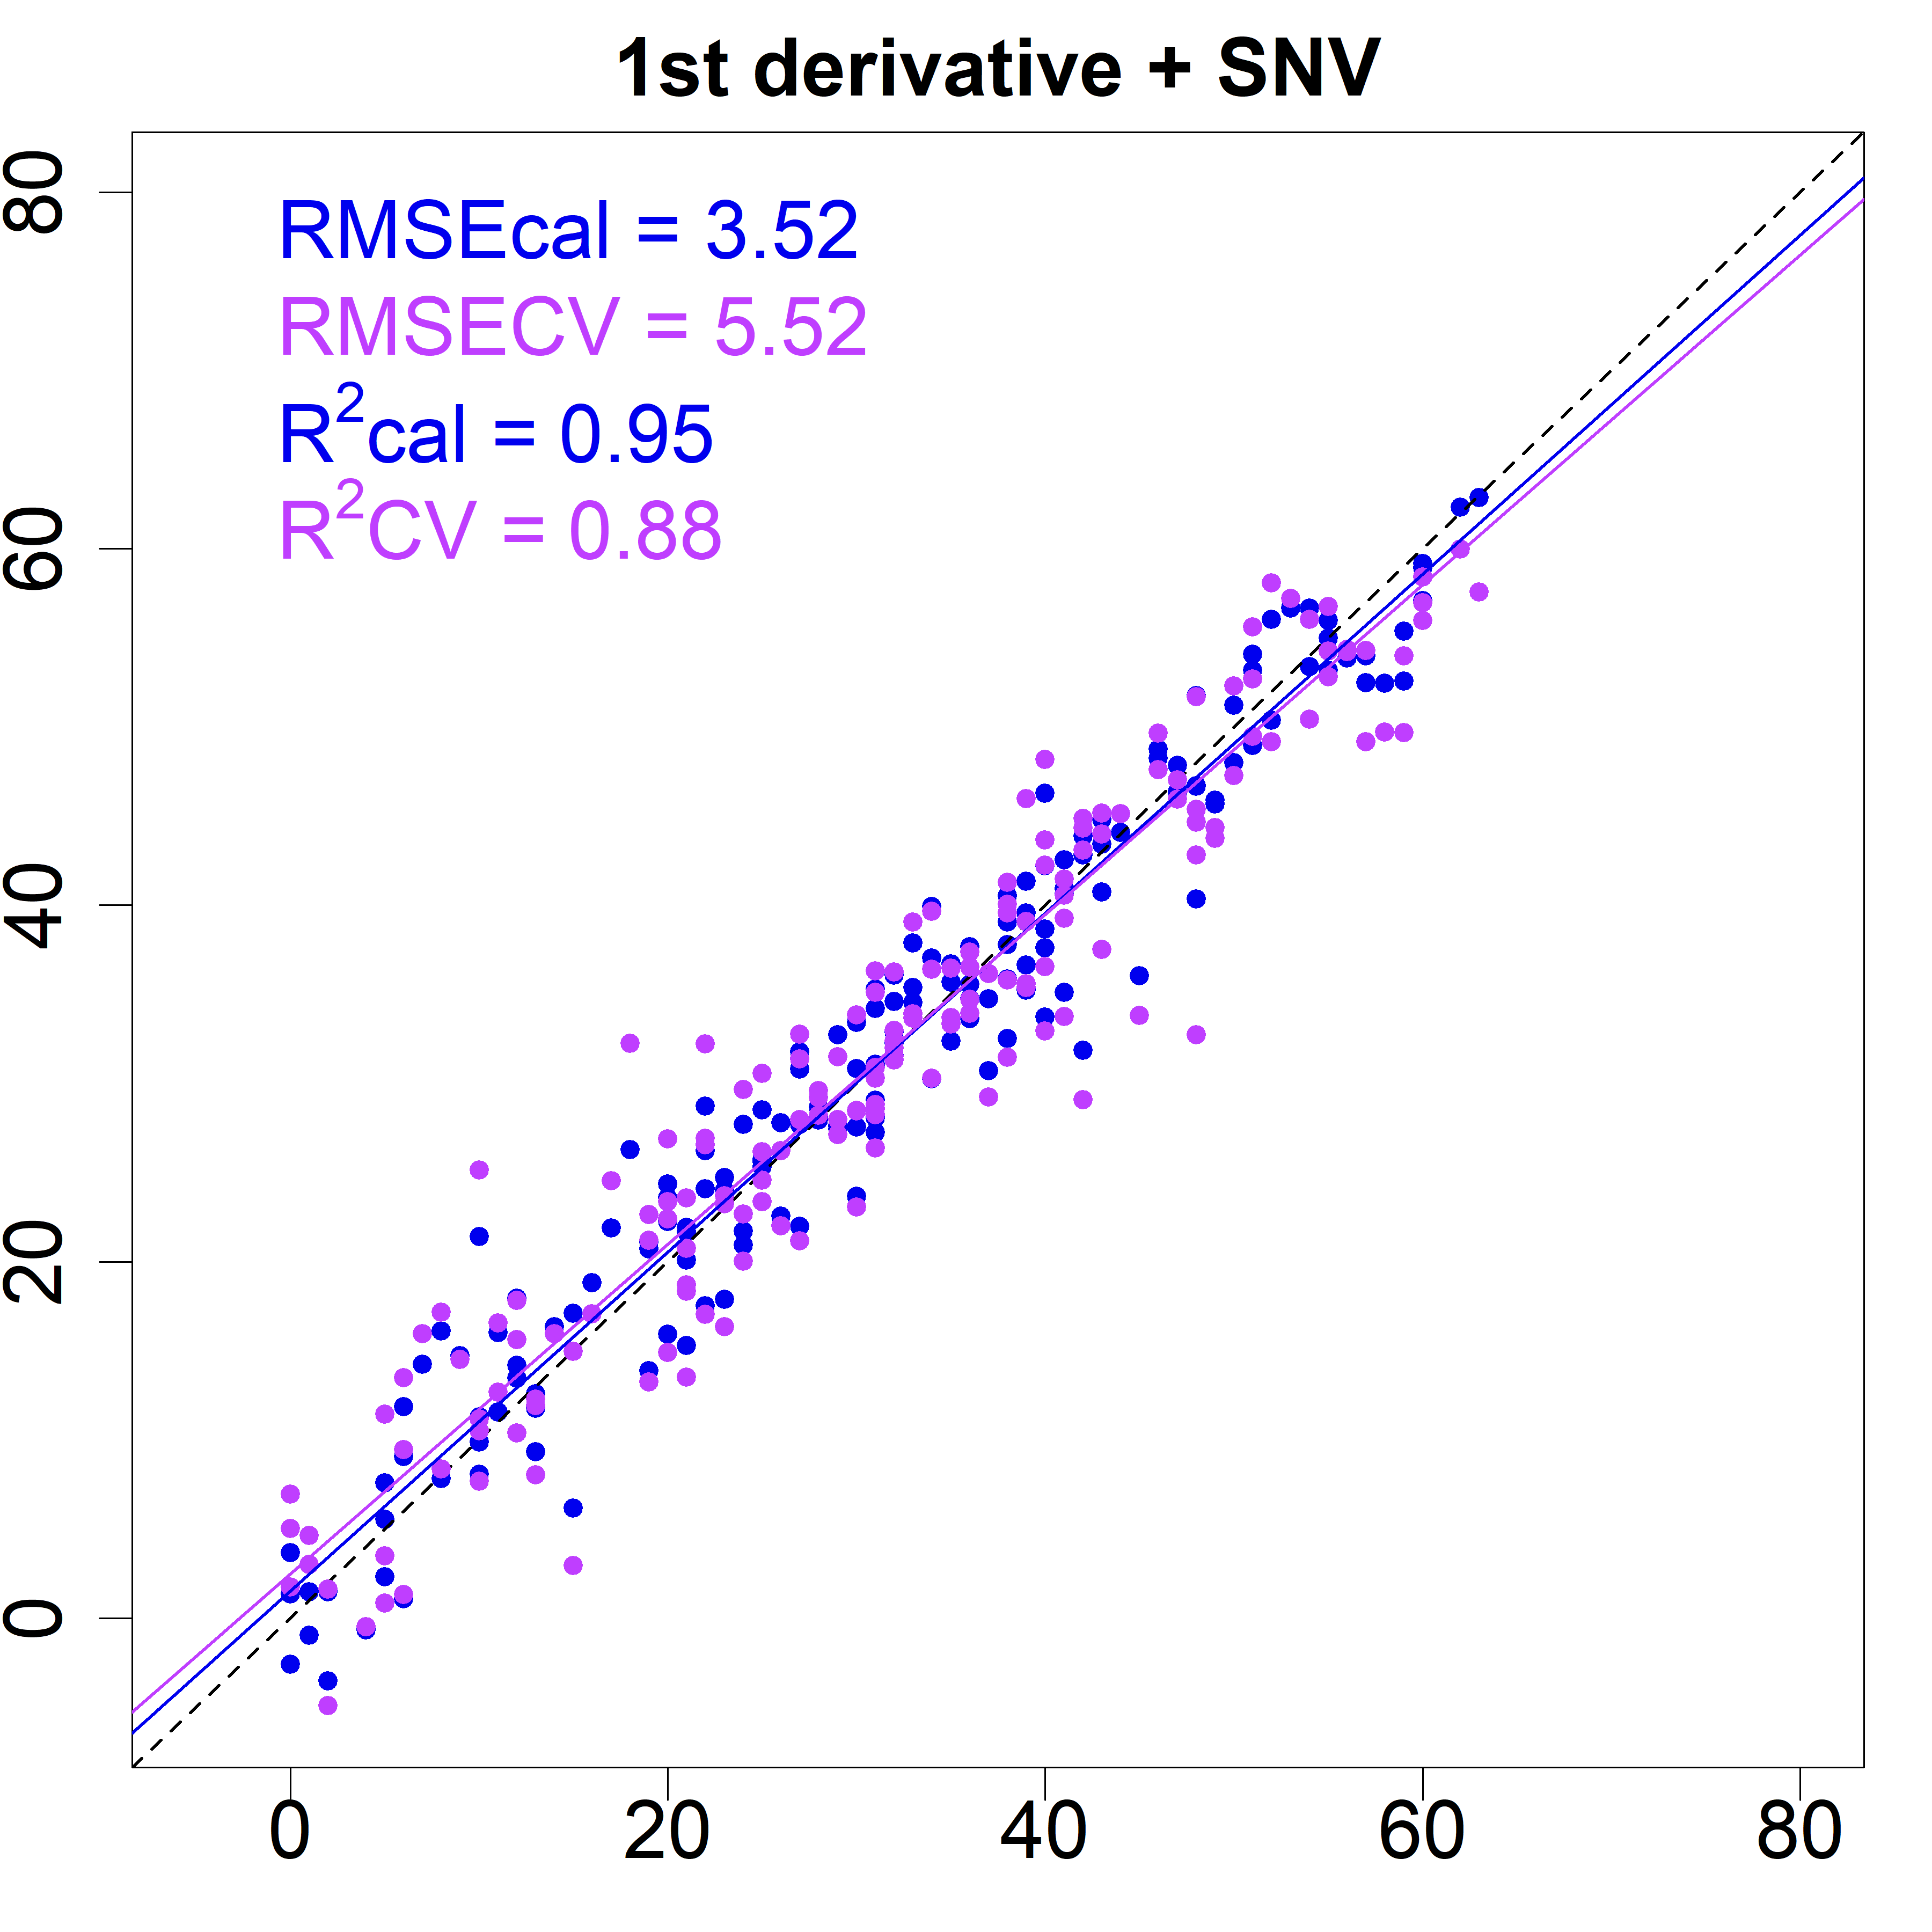 1st derivative + SNV
80
60
40
20
0
RMSEcal = 3.52
RMSECV = 5.52
R²cal = 0.95
R²CV = 0.88
0 20 40 60 80